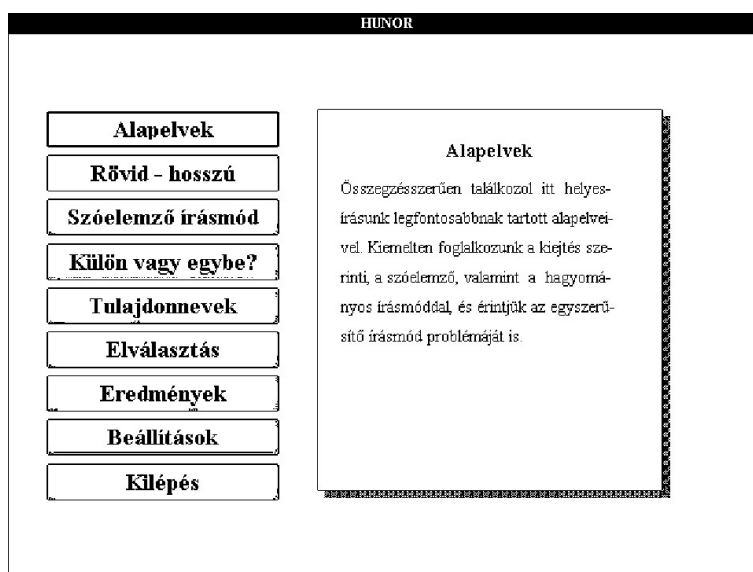 HUNOR
Alapelvek
Rövid - hosszú
Szóelemző írásmód
Külön vagy egybe?
Tulajdonnevek
Elválasztás
Eredmények
Beállítások
Kilépés
Alapelvek
Összegzésszerűen találkozol itt helyes-
írásunk legfontosabbnak tartott alapelvei-
vel. Kiemelten foglalkozunk a kiejtés sze-
rinti, a szóelemző, valamint a hagyomá-
nyos írásmóddal, és érintjük az egyszerű-
sítő írásmód problémáját is.